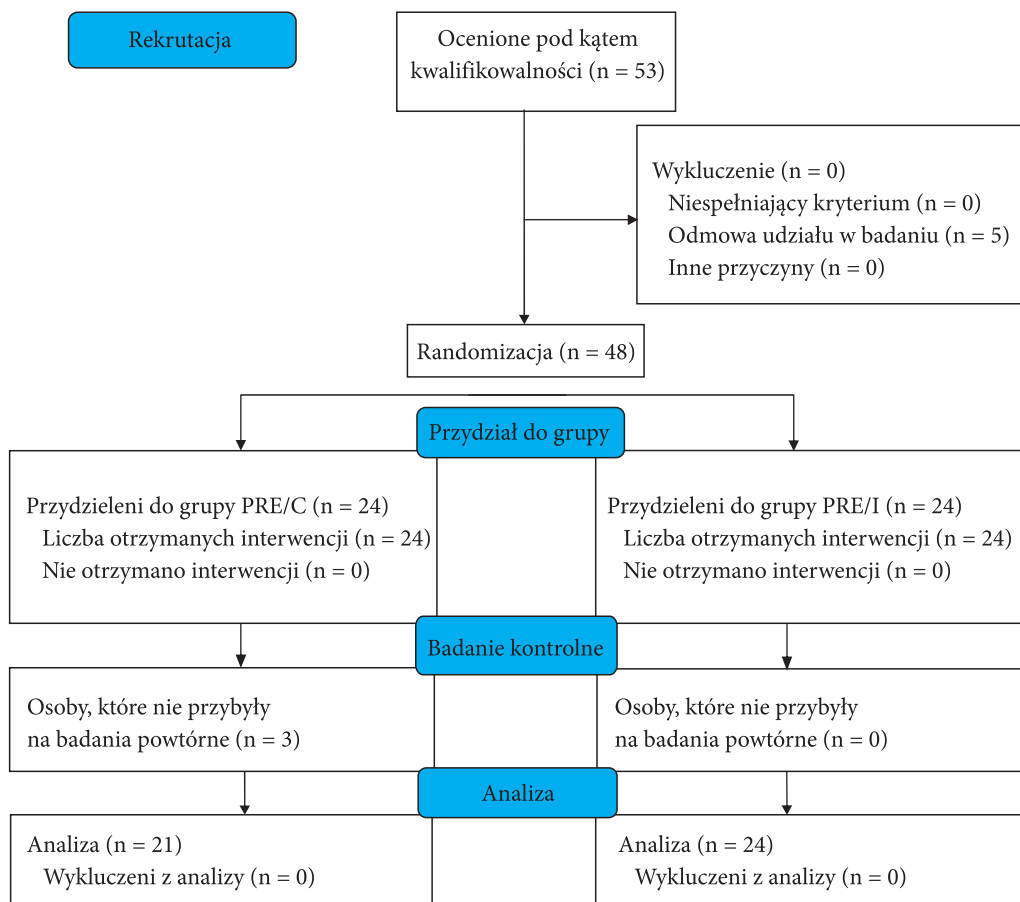 Rekrutacja
Ocenione pod kątem
kwalifikowalności (n = 53)
Wykluczenie (n = 0)
Niespełniający kryterium (n = 0)
Odmowa udziału w badaniu (n = 5)
Inne przyczyny (n = 0)
Randomizacja (n = 48)
Przydział do grupy
Przydzieleni do grupy PRE/C (n = 24)
Liczba otrzymanych interwencji (n = 24)
Nie otrzymano interwencji (n = 0)
Przydzieleni do grupy PRE/I (n = 24)
Liczba otrzymanych interwencji (n = 24)
Nie otrzymano interwencji (n = 0)
Badanie kontrolne
Osoby, które nie przybyły
na badania powtórne (n = 3)
Osoby, które nie przybyły
na badania powtórne (n = 0)
Analiza
Analiza (n = 21)
Wykluczeni z analizy (n = 0)
Analiza (n = 24)
Wykluczeni z analizy (n = 0)